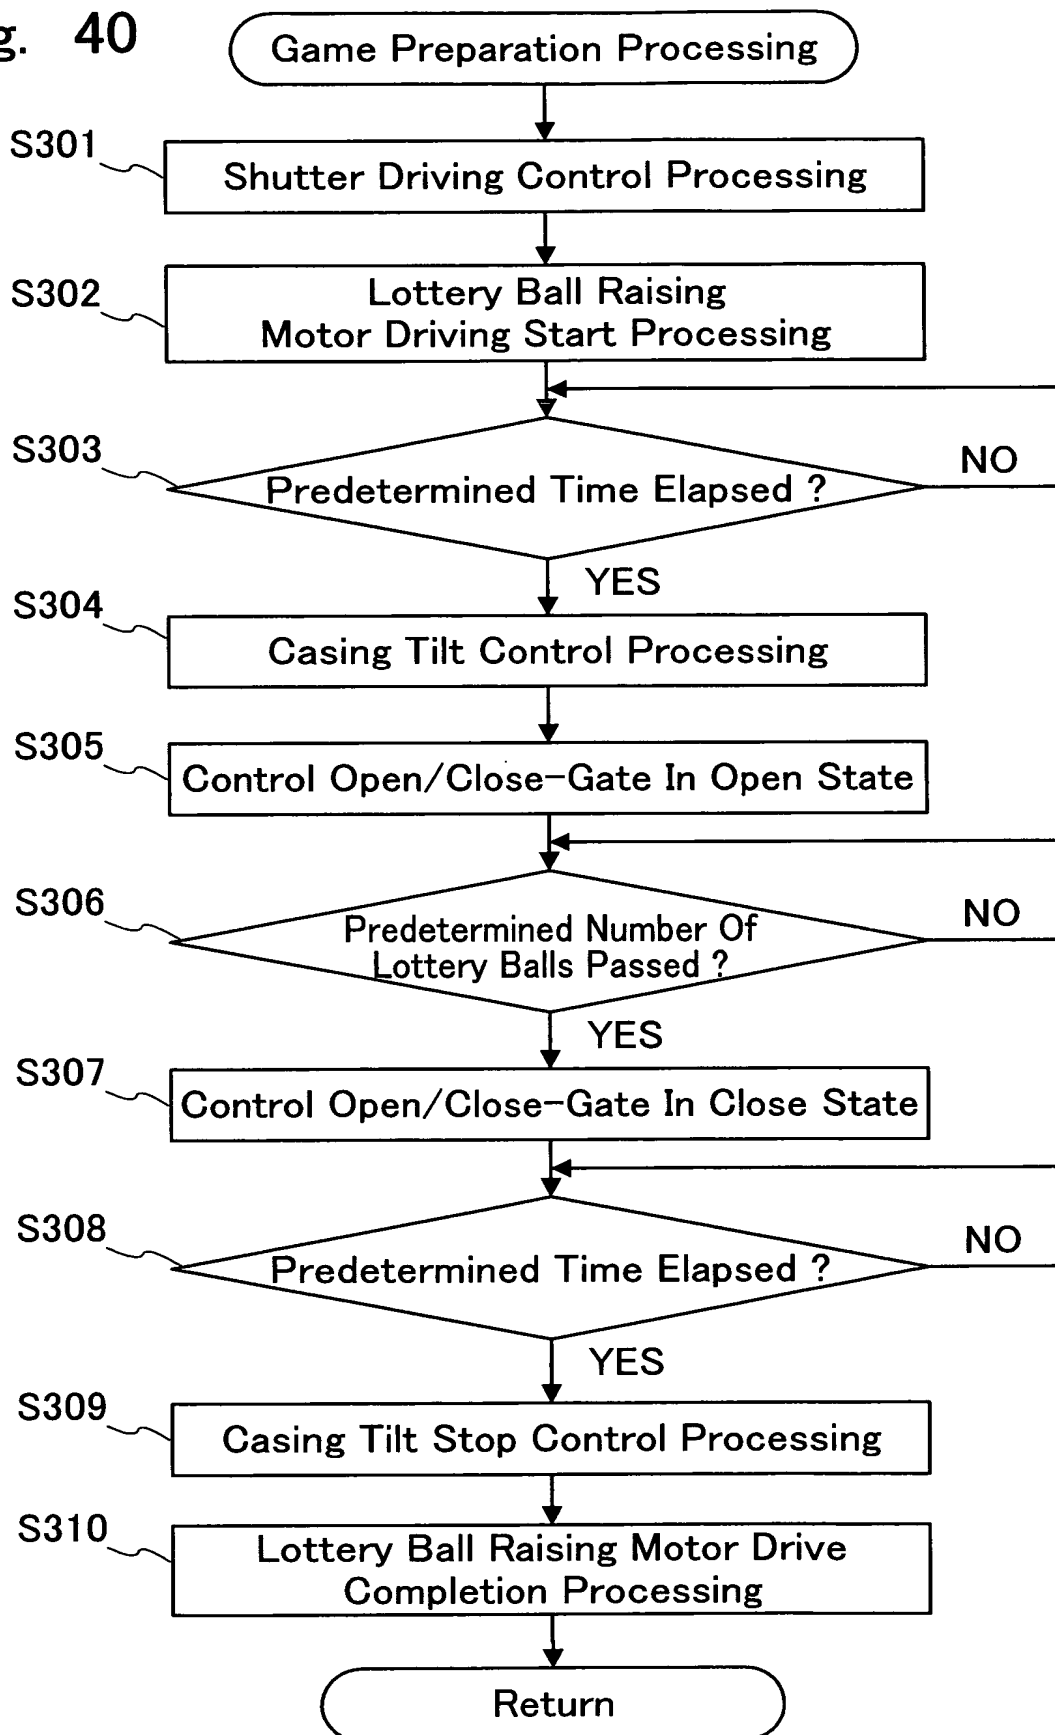 g. 40
Game Preparation Processing
S301
Shutter Driving Control Processing
S302
Lottery Ball Raising
Motor Driving Start Processing
S303
Predetermined Time Elapsed ?
NO
YES
S304
Casing Tilt Control Processing
S305
Control Open/Close-Gate In Open State
S306
Predetermined Number Of
Lottery Balls Passed ?
NO
YES
S307
Control Open/Close-Gate In Close State
S308
Predetermined Time Elapsed ?
NO
YES
S309
Casing Tilt Stop Control Processing
S310
Lottery Ball Raising Motor Drive
Completion Processing
Return